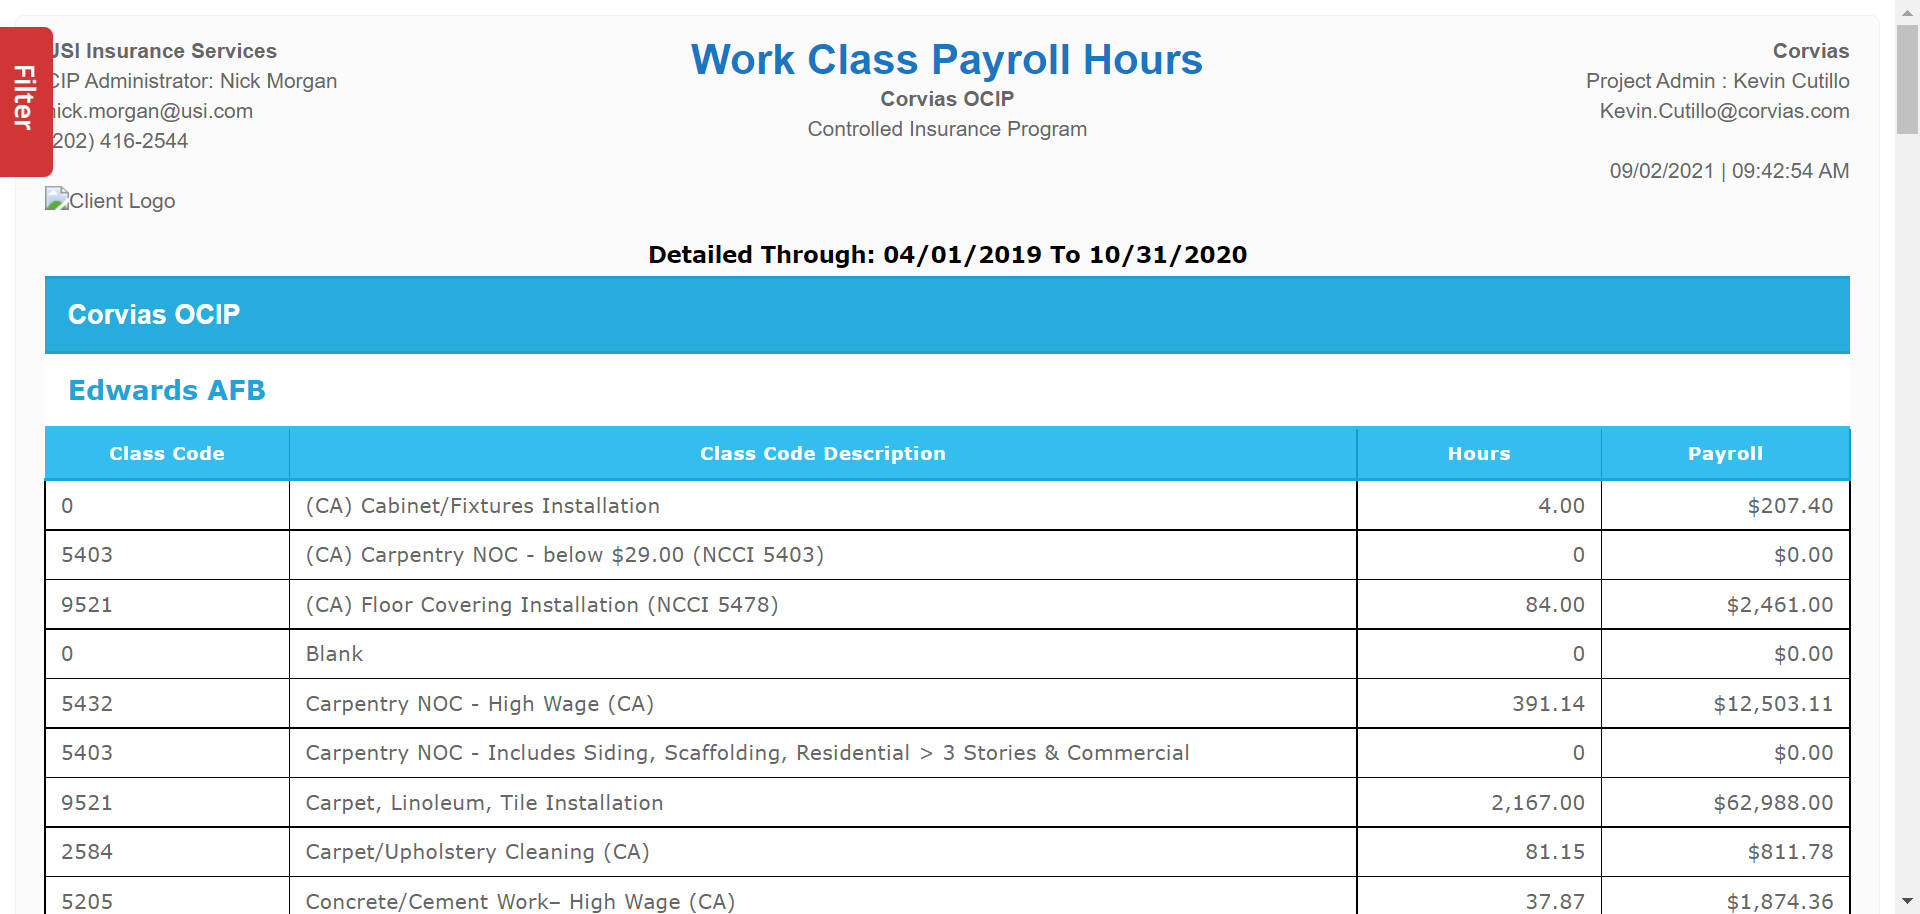 Filter
USI Insurance Services
CIP Administrator: Nick Morgan
nick.morgan@usi.com
202) 416-2544
Client Logo
Work Class Payroll Hours
Corvias OCIP
Controlled Insurance Program
Corvias
Project Admin : Kevin Cutillo
Kevin.Cutillo@corvias.com
09/02/2021 | 09:42:54 AM
Detailed Through: 04/01/2019 To 10/31/2020
Corvias OCIP
Edwards AFB
Class Code Class Code Description Hours Payroll
0 (CA) Cabinet/Fixtures Installation 4.00 $207.40
5403 (CA) Carpentry NOC - below $29.00 (NCCI 5403) 0 $0.00
9521 (CA) Floor Covering Installation (NCCI 5478) 84.00 $2,461.00
0 Blank 0 $0.00
5432 Carpentry NOC - High Wage (CA) 391.14 $12,503.11
5403 Carpentry NOC - Includes Siding, Scaffolding, Residential > 3 Stories & Commercial 0 $0.00
9521 Carpet, Linoleum, Tile Installation 2,167.00 $62,988.00
2584 Carpet/Upholstery Cleaning (CA) 81.15 $811.78
5205 Concrete/Cement Work– High Wage (CA) 37.87 $1,874.36